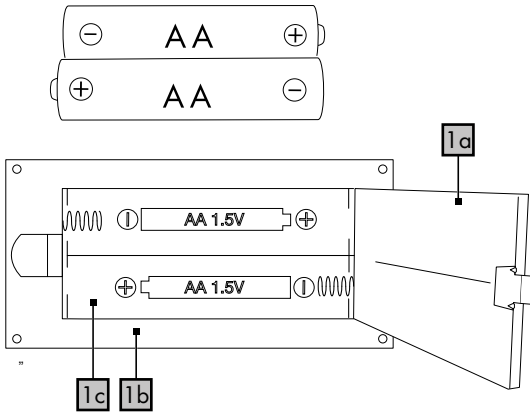 ⊖ AA ⊕
⊕ AA ⊖
1a
⊖ AA 1.5V ⊕
⊕ AA 1.5V ⊖
”
1c 1b